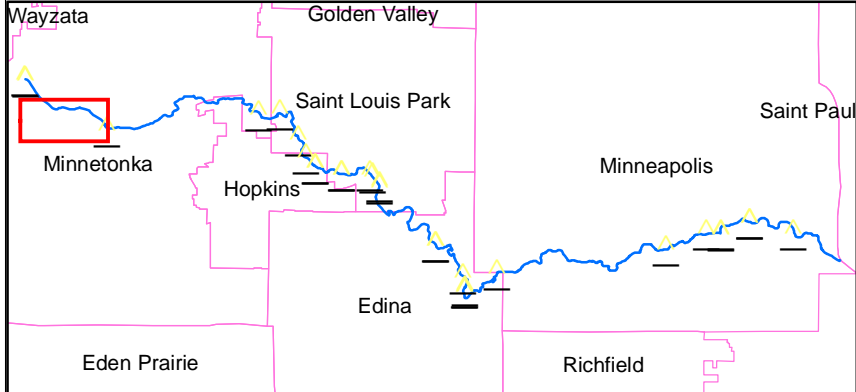 Wayzata
Golden Valley
Saint Louis Park
Saint Paul
Minnetonka
Minneapolis
Hopkins
Edina
Eden Prairie
Richfield